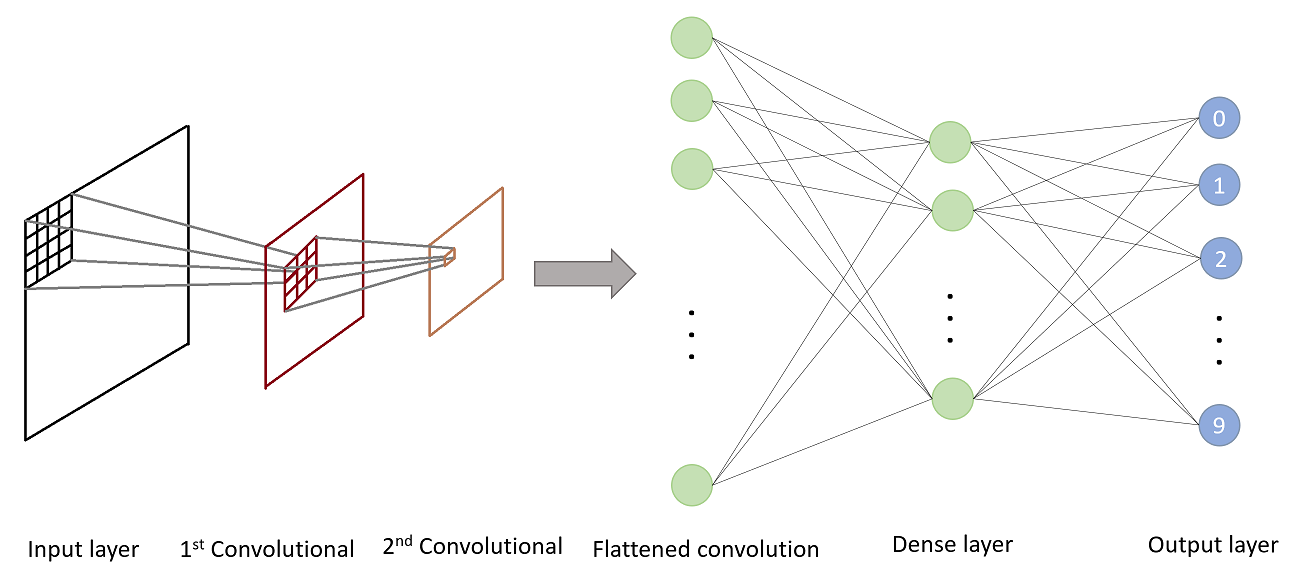 0
1
2
9
Input layer
1st Convolutional
2nd Convolutional
Flattened convolution
Dense layer
Output layer